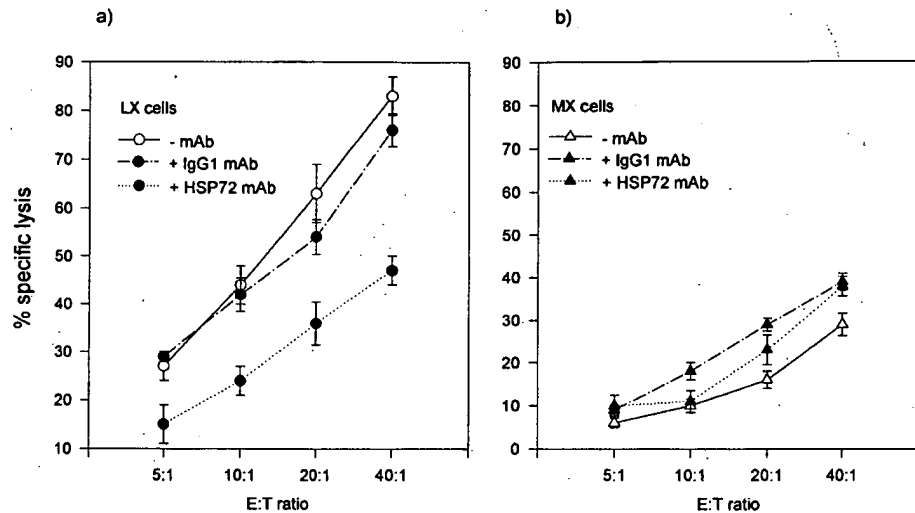 a)
90
80
70
60
50
40
30
20
10
% specific lysis
LX cells
- mAb
+ IgG1 mAb
+ HSP72 mAb
5:1
10:1
20:1
40:1
E:T ratio
b)
90
80
70
60
50
40
30
20
10
0
MX cells
- mAb
+ IgG1 mAb
+ HSP72 mAb
5:1
10:1
20:1
40:1
E:T ratio